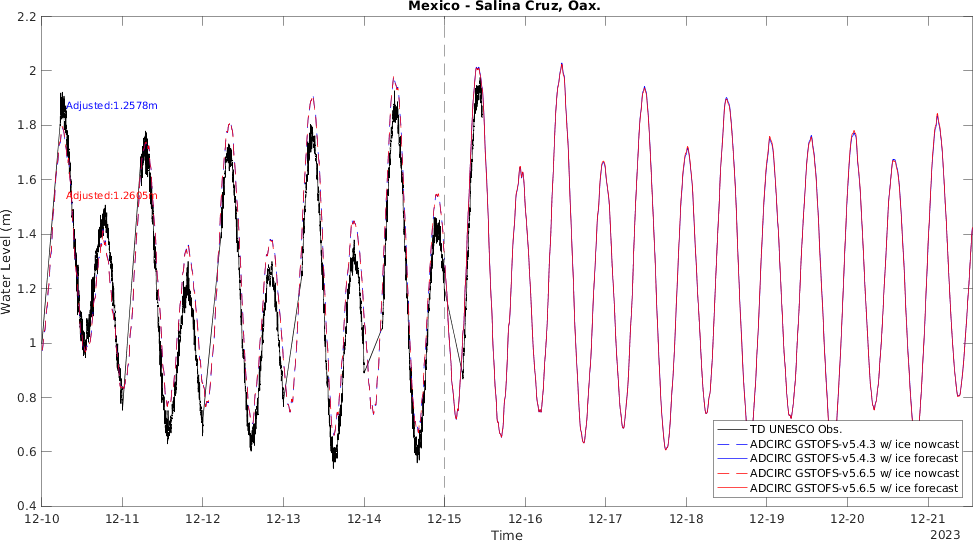 Mexico - Salina Cruz, Oax.
2.2
2
1.8
1.6
1.4
1.2
1
0.8
0.6
0.4
Water Level (m)
Adjusted:1.2578m
Adjusted:1.2605m
TD UNESCO Obs.
ADCIRC GSTOFS-v5.4.3 w/ ice nowcast
ADCIRC GSTOFS-v5.4.3 w/ ice forecast
ADCIRC GSTOFS-v5.6.5 w/ ice nowcast
ADCIRC GSTOFS-v5.6.5 w/ ice forecast
12-10 12-11 12-12 12-13 12-14 12-15 12-16 12-17 12-18 12-19 12-20 12-21
2023
Time